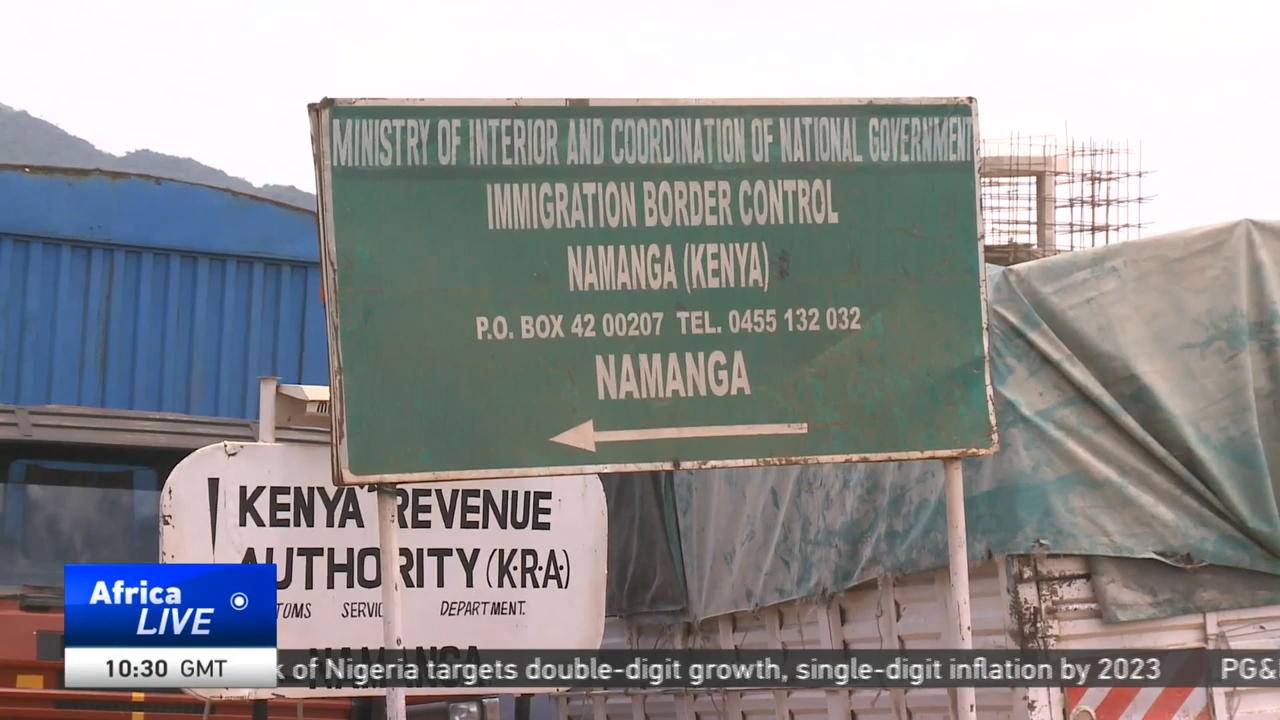 MINISTRY OF INTERIOR AND COORDINATION OF NATIONAL GOVERNMENT
IMMIGRATION BORDER CONTROL
NAMANGA (KENYA)
P.O. BOX 42 00207 TEL. 0455 132 032
NAMANGA
KENYA REVENUE
AUTHORITY (K.R.A)
DEPARTMENT.
NAMANGA
Africa
LIVE
10:30 GMT
of Nigeria targets double-digit growth, single-digit inflation by 2023 PG&